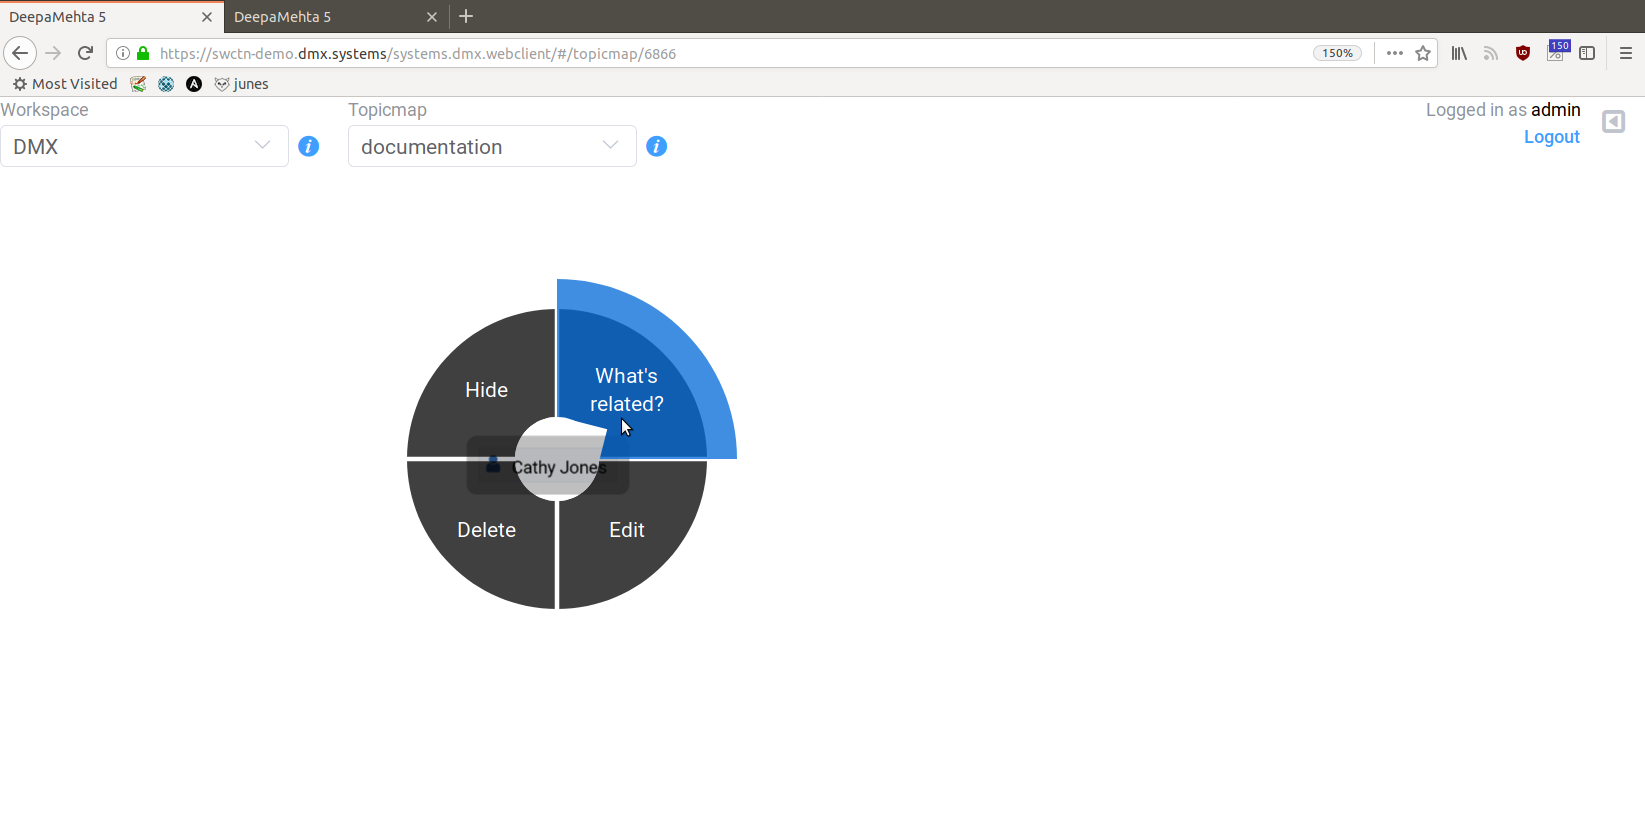 DeepaMehta 5
DeepaMehta 5
https://swctn-demo.dmx.systems/systems.dmx.webclient/#/topicmap/6866
150%
150
Most Visited
junes
Workspace
Topicmap
Logged in as admin
DMX
documentation
Logout
Hide
What's
related?
Cathy Jones
Delete
Edit